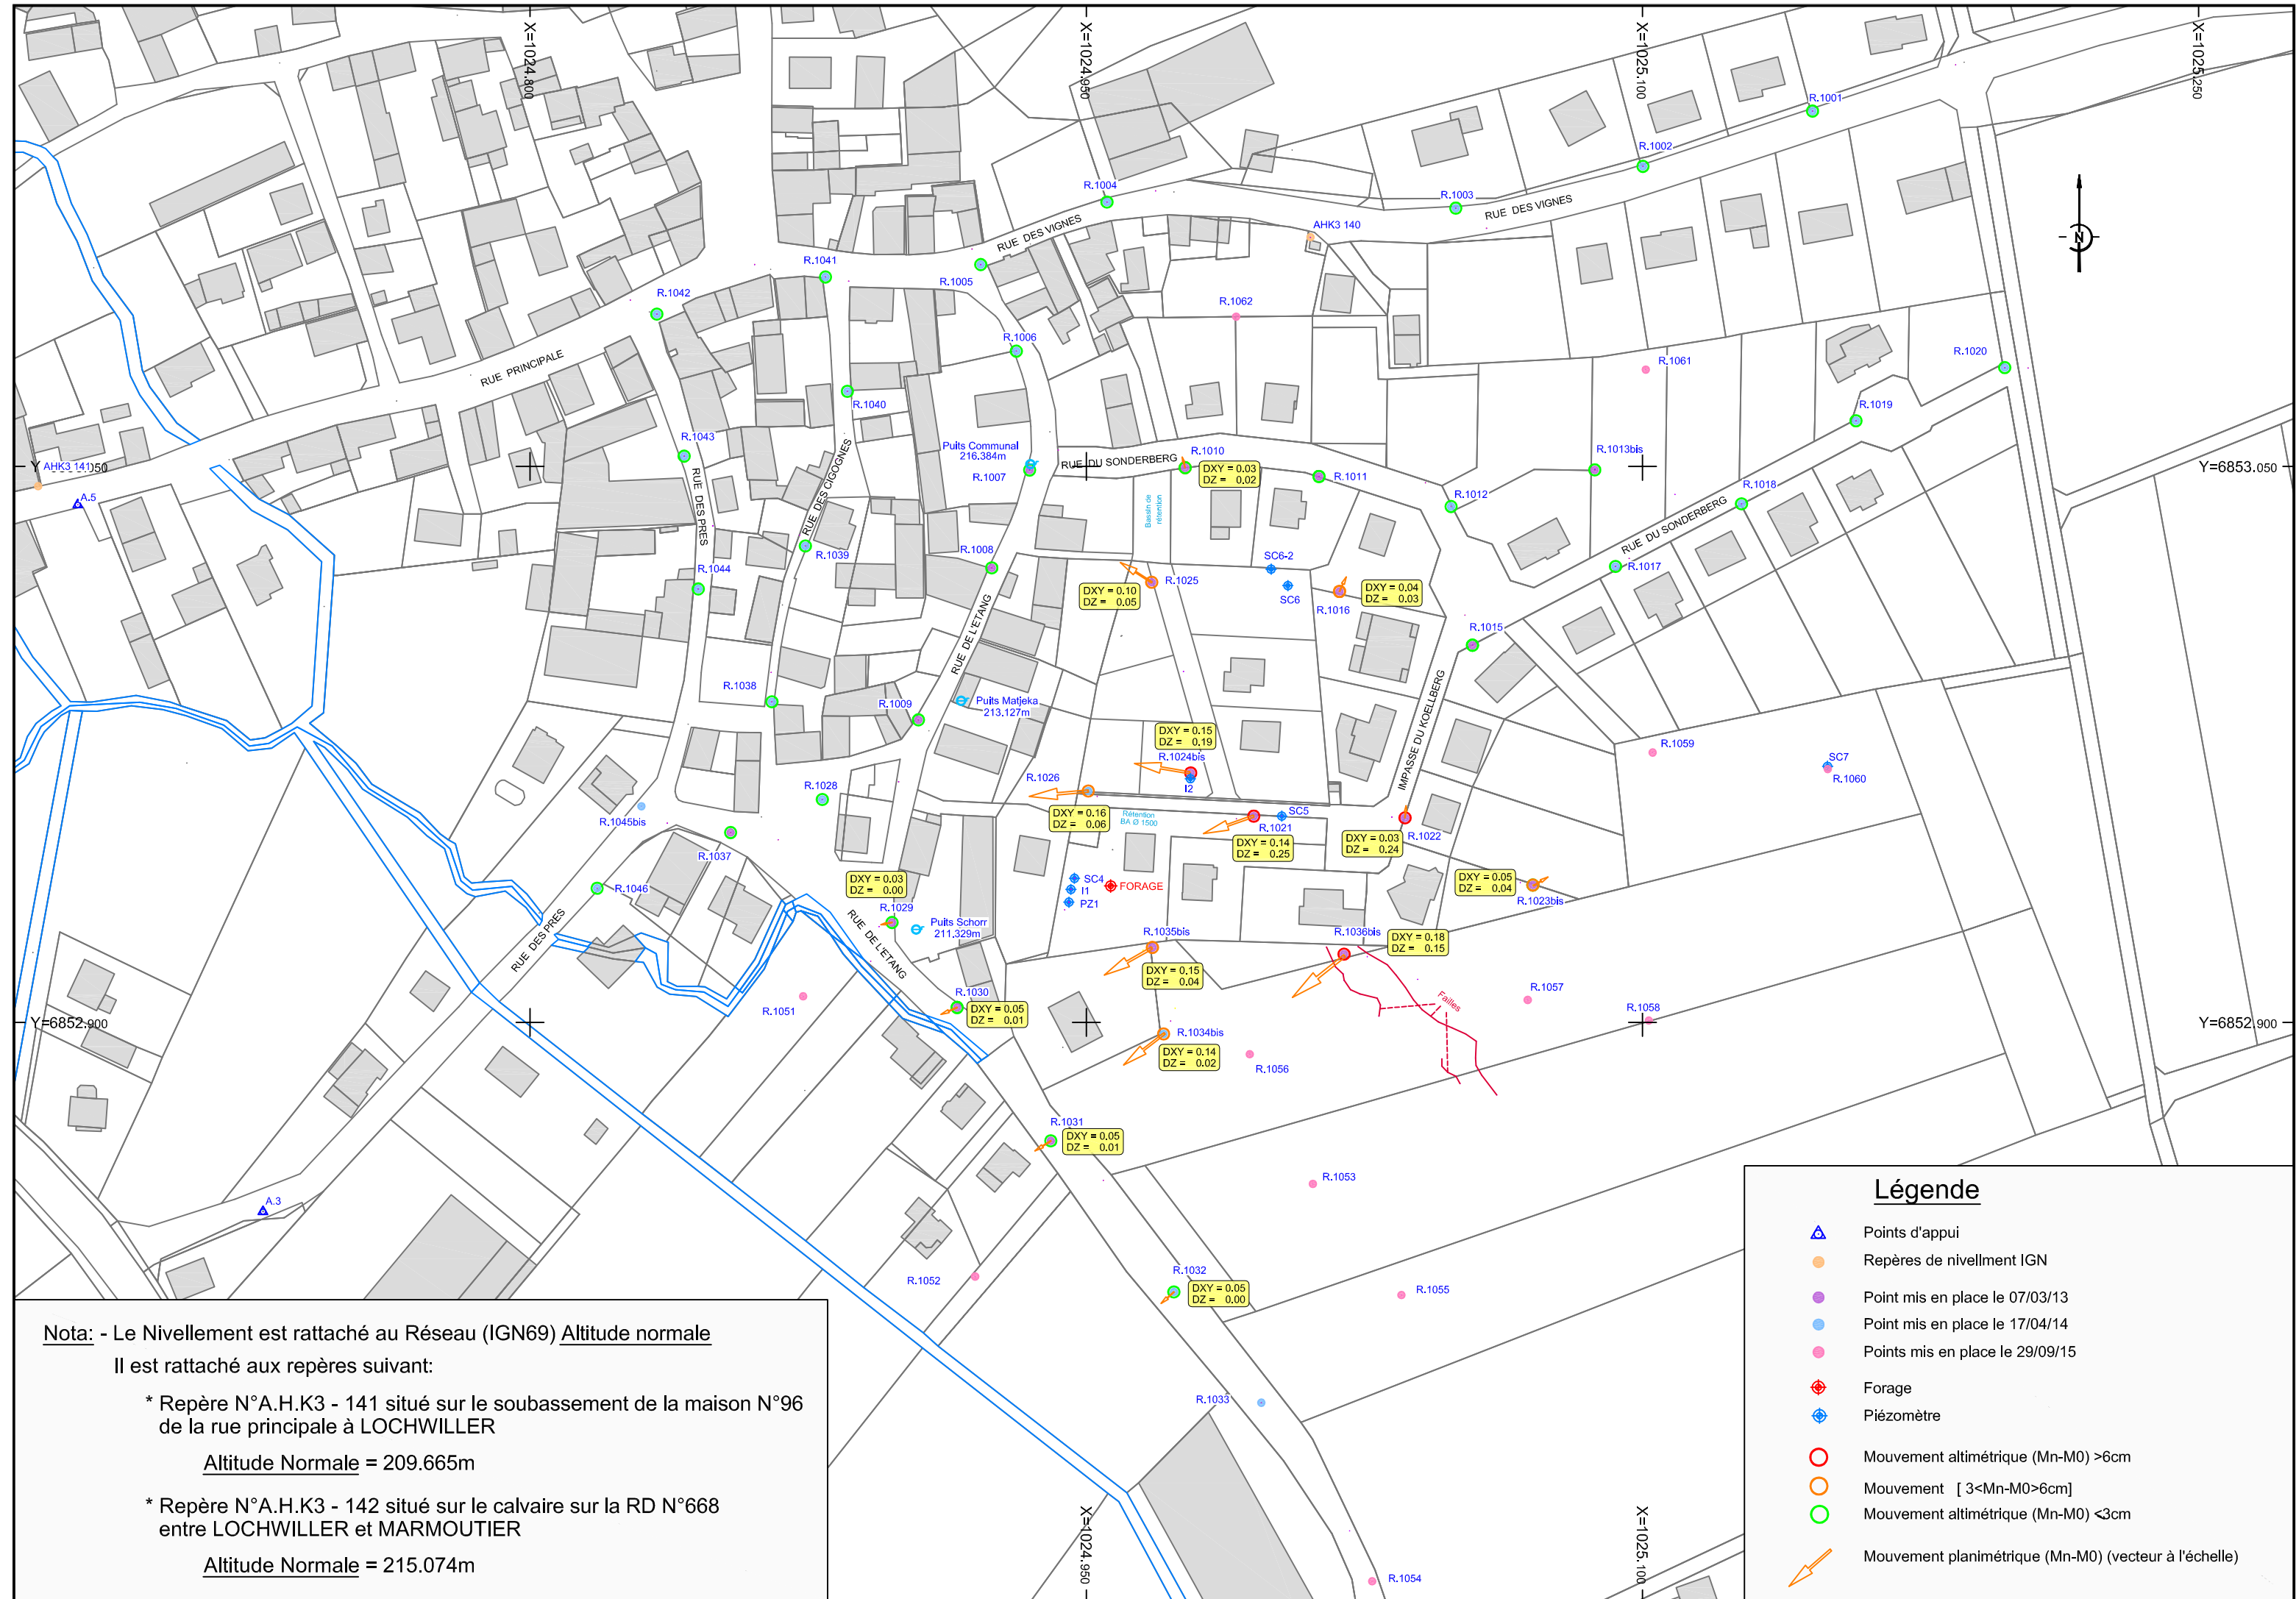 X=1024.800
X=1024.950
X=1025.100
X=1025.250
R.1001
R.1002
R.1003
R.1004
RUE DES VIGNES
RUE DES VIGNES
AHK3 140
R.1041
R.1005
R.1042
R.1062
R.1006
R.1061
R.1020
RUE PRINCIPALE
R.1040
R.1019
R.1043
Puits Communal
216.384m
R.1007
RUE DU SONDERBERG
R.1010
DXY = 0.03
DZ = 0.02
R.1011
R.1013bis
AHK3 141
Y=6853.050
A.5
RUE DES PRES
RUE DES CIGOGNES
Bassin de
rétention
R.1012
R.1018
RUE DU SONDERBERG
R.1039
R.1008
SC6-2
R.1044
R.1025
SC6
R.1017
DXY = 0.10
DZ = 0.05
R.1016
DXY = 0.04
DZ = 0.03
RUE DE L'ETANG
R.1015
R.1038
R.1009
Puits Matjeka
213,127m
IMPASSE DU KOELLBERG
DXY = 0.15
DZ = 0.19
R.1024bis
R.1059
SC7
R.1060
R.1026
I2
R.1028
R.1045bis
DXY = 0.16
DZ = 0.06
Rétention
BA Ø 1500
SC5
R.1021
R.1022
DXY = 0.14
DZ = 0.25
DXY = 0.03
DZ = 0.24
R.1037
DXY = 0.03
DZ = 0.00
SC4
I1
PZ1
FORAGE
DXY = 0.05
DZ = 0.04
R.1023bis
R.1046
R.1029
Puits Schorr
211,329m
RUE DES PRES
RUE DE L'ETANG
R.1035bis
R.1036bis
DXY = 0.18
DZ = 0.15
DXY = 0.15
DZ = 0.04
R.1051
R.1030
DXY = 0.05
DZ = 0.01
Failles
R.1057
R.1058
Y=6852.900
Y=6852.900
R.1034bis
DXY = 0.14
DZ = 0.02
R.1056
R.1031
DXY = 0.05
DZ = 0.01
R.1053
A.3
R.1052
R.1032
DXY = 0.05
DZ = 0.00
R.1055
R.1033
R.1054
X=1024.950
X=1025.100
Y=6853.050
Nota: - Le Nivellement est rattaché au Réseau (IGN69) Altitude normale
Il est rattaché aux repères suivant:
* Repère N°A.H.K3 - 141 situé sur le soubassement de la maison N°96
de la rue principale à LOCHWILLER
Altitude Normale = 209.665m
* Repère N°A.H.K3 - 142 situé sur le calvaire sur la RD N°668
entre LOCHWILLER et MARMOUTIER
Altitude Normale = 215.074m
Légende
Points d'appui
Repères de nivellment IGN
Point mis en place le 07/03/13
Point mis en place le 17/04/14
Points mis en place le 29/09/15
Forage
Piézomètre
Mouvement altimétrique (Mn-M0) >6cm
Mouvement [ 3<Mn-M0>6cm]
Mouvement altimétrique (Mn-M0) <3cm
Mouvement planimétrique (Mn-M0) (vecteur à l'échelle)
N